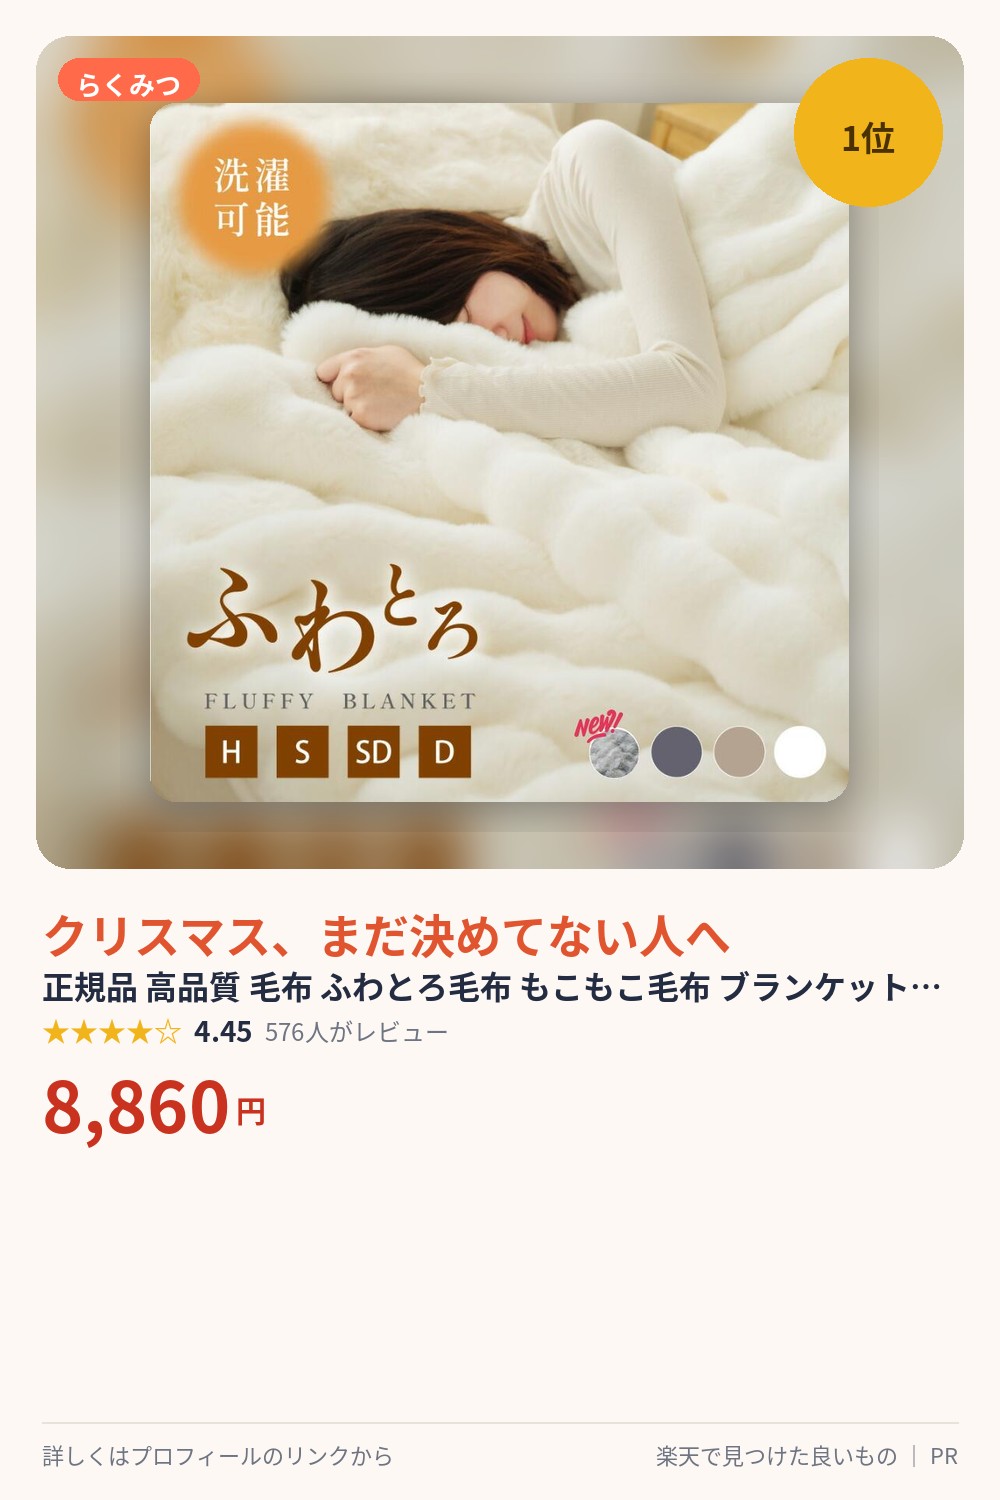 らくみつ
1位
洗濯
可能
ふわとろ
FLUFFY BLANKET
H S SD D
NEW!
クリスマス、まだ決めてない人へ
正規品 高品質 毛布 ふわとろ毛布 もこもこ毛布 ブランケット…
★★★★☆ 4.45 576人がレビュー
8,860円
詳しくはプロフィールのリンクから
楽天で見つけた良いもの｜PR